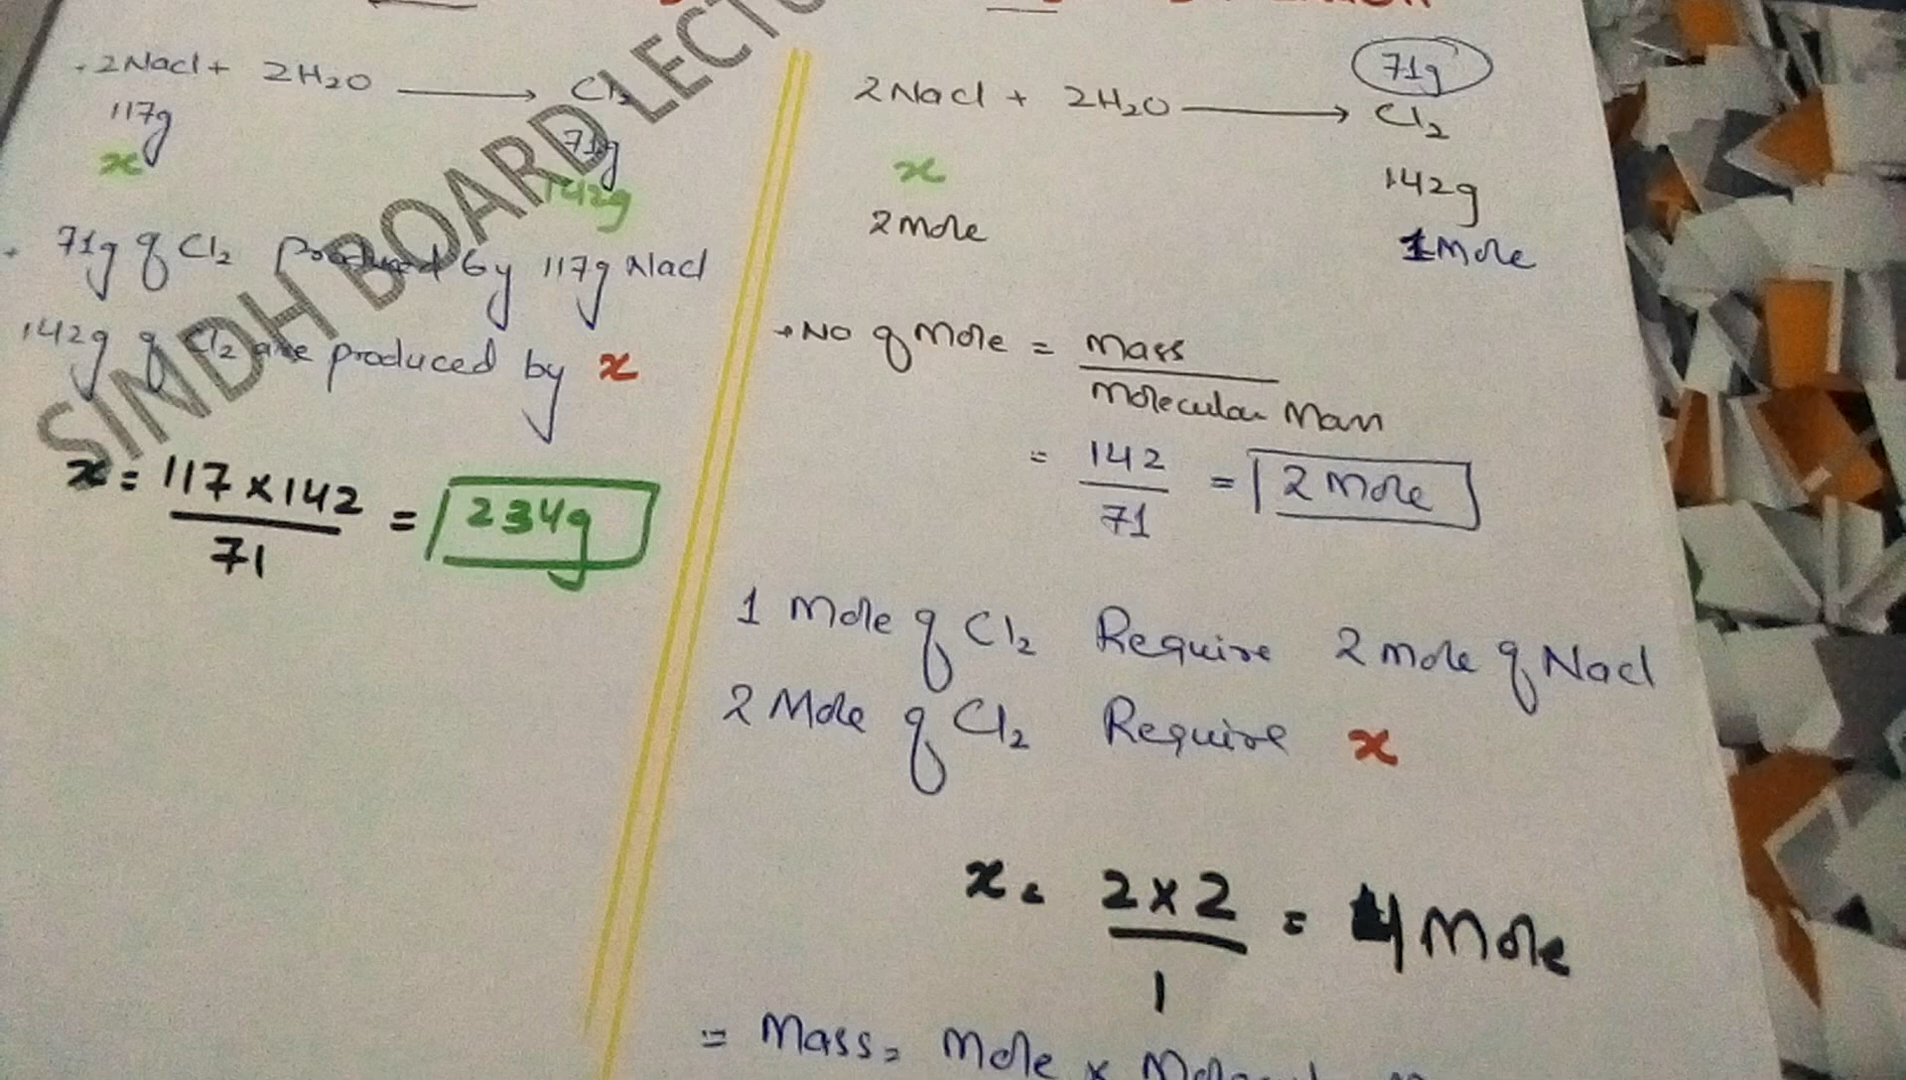 2Nacl + 2H₂O ⟶ Cl₂
117g 71g
x 142g
71g of Cl₂ produced by 117g Nacl
142g of Cl₂ are produced by x
x = 117 x 142 / 71 = 234g
SINDH BOARD
71g
2Nacl + 2H₂O ⟶ Cl₂
x 142g
2 mole 1 Mole
No of Mole = Mass / Molecular Mass
= 142 / 71 = 2 Mole
1 Mole of Cl₂ Require 2 mole of Nacl
2 Mole of Cl₂ Require x
x = 2 x 2 / 1 = 4 Mole
= Mass = Mole x